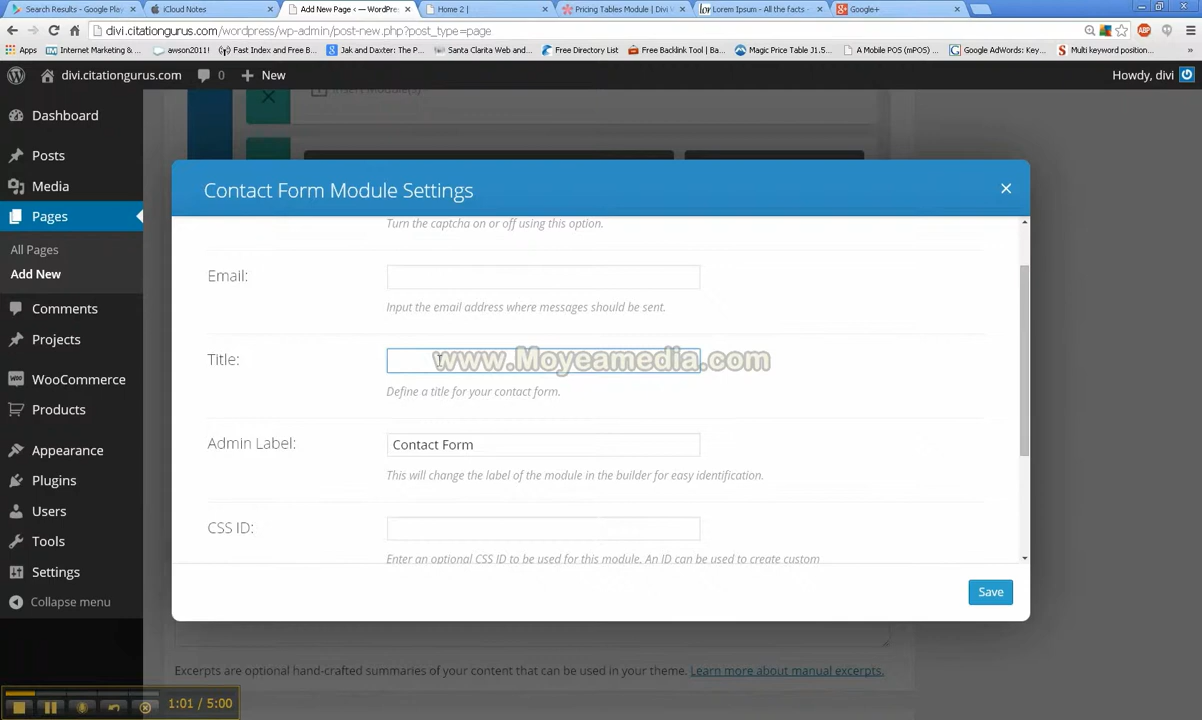 Search Results - Google Play
iCloud Notes
Add New Page < — WordPre
Home 2 |
Pricing Tables Module | Divi
Lorem Ipsum - All the facts -
Google+
divi.citationgurus.com/wordpress/wp-admin/post-new.php?post_type=page
Apps
Internet Marketing &...
awson2011!
Fast Index and Free B...
Jak and Daxter: The P...
Santa Clarita Web and...
Free Directory List
Free Backlink Tool | Ba...
Magic Price Table J1.5...
A Mobile POS (mPOS) ...
Google AdWords: Key...
Multi keyword position...
divi.citationgurus.com
0
New
Howdy, divi
Dashboard
Posts
Media
Pages
All Pages
Add New
Comments
Projects
WooCommerce
Products
Appearance
Plugins
Users
Tools
Settings
Collapse menu
Insert Module(s)
Contact Form Module Settings
Turn the captcha on or off using this option.
Email:
Input the email address where messages should be sent.
Title:
www.Moyeamedia.com
Define a title for your contact form.
Admin Label:
Contact Form
This will change the label of the module in the builder for easy identification.
CSS ID:
Enter an optional CSS ID to be used for this module. An ID can be used to create custom
Save
Excerpts are optional hand-crafted summaries of your content that can be used in your theme. Learn more about manual excerpts.
1:01 / 5:00